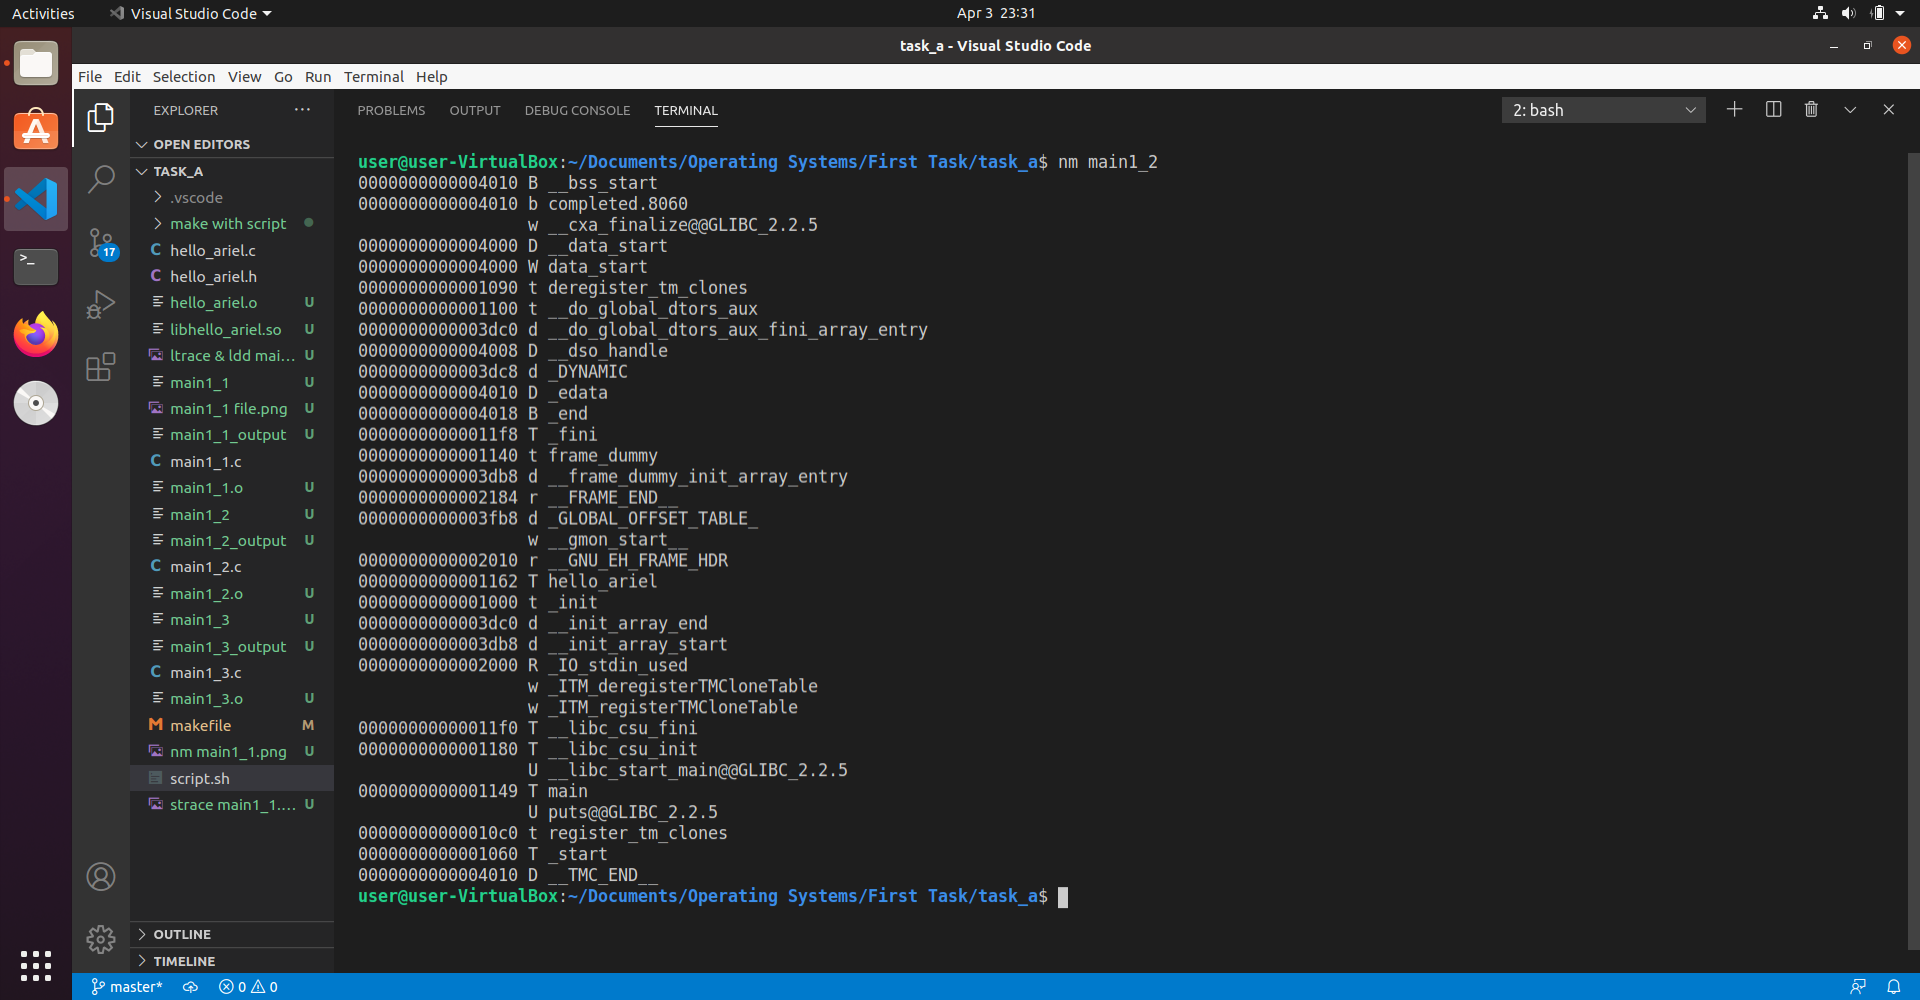 Activities
Visual Studio Code
Apr 3 23:31
task_a - Visual Studio Code
File Edit Selection View Go Run Terminal Help
EXPLORER
OPEN EDITORS
TASK_A
.vscode
make with script
hello_ariel.c
hello_ariel.h
hello_ariel.o U
libhello_ariel.so U
ltrace & ldd mai... U
main1_1 U
main1_1 file.png U
main1_1_output U
main1_1.c
main1_1.o U
main1_2 U
main1_2_output U
main1_2.c
main1_2.o U
main1_3 U
main1_3_output U
main1_3.c
main1_3.o U
makefile M
nm main1_1.png U
script.sh
strace main1_1.... U
OUTLINE
TIMELINE
17
PROBLEMS OUTPUT DEBUG CONSOLE TERMINAL
2: bash
user@user-VirtualBox:~/Documents/Operating Systems/First Task/task_a$ nm main1_2
0000000000004010 B __bss_start
0000000000004010 b completed.8060
w __cxa_finalize@@GLIBC_2.2.5
0000000000004000 D __data_start
0000000000004000 W data_start
0000000000001090 t deregister_tm_clones
0000000000001100 t __do_global_dtors_aux
0000000000003dc0 d __do_global_dtors_aux_fini_array_entry
0000000000004008 D __dso_handle
0000000000003dc8 d _DYNAMIC
0000000000004010 D _edata
0000000000004018 B _end
00000000000011f8 T _fini
0000000000001140 t frame_dummy
0000000000003db8 d __frame_dummy_init_array_entry
0000000000002184 r __FRAME_END__
0000000000003fb8 d _GLOBAL_OFFSET_TABLE_
w __gmon_start__
0000000000002010 r __GNU_EH_FRAME_HDR
0000000000001162 T hello_ariel
0000000000001000 t _init
0000000000003dc0 d __init_array_end
0000000000003db8 d __init_array_start
0000000000002000 R _IO_stdin_used
w _ITM_deregisterTMCloneTable
w _ITM_registerTMCloneTable
00000000000011f0 T __libc_csu_fini
0000000000001180 T __libc_csu_init
U __libc_start_main@@GLIBC_2.2.5
0000000000001149 T main
U puts@@GLIBC_2.2.5
00000000000010c0 t register_tm_clones
0000000000001060 T _start
0000000000004010 D __TMC_END__
user@user-VirtualBox:~/Documents/Operating Systems/First Task/task_a$
master* 0 0